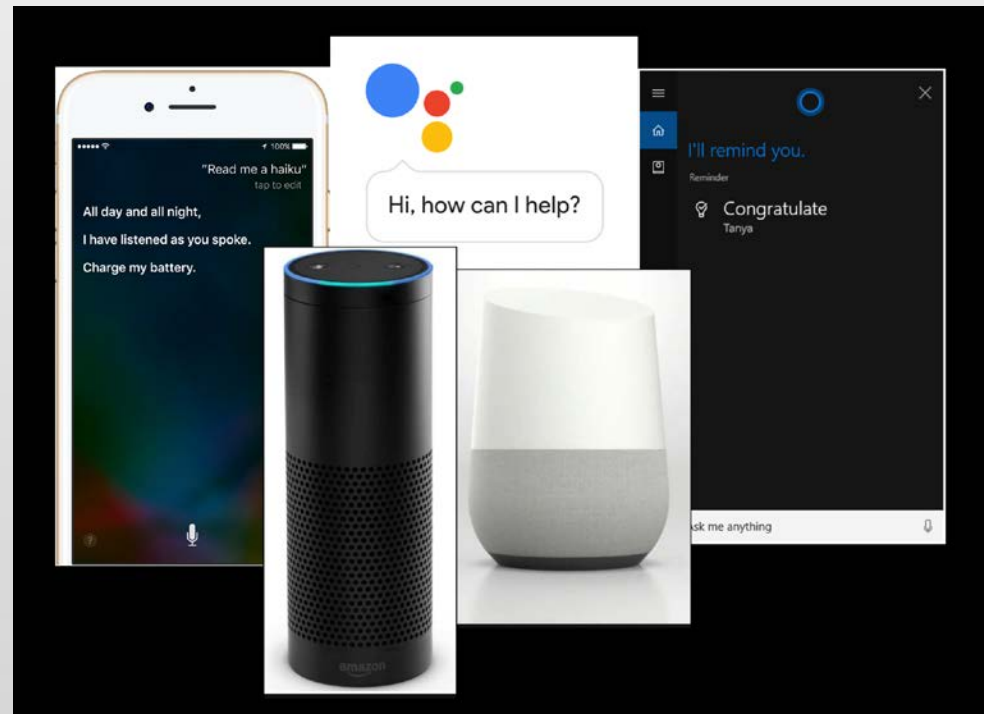 100%
"Read me a haiku"
tap to edit
All day and all night,
I have listened as you spoke.
Charge my battery.
?
Hi, how can I help?
I'll remind you.
Reminder
Congratulate
Tanya
Ask me anything
amazon